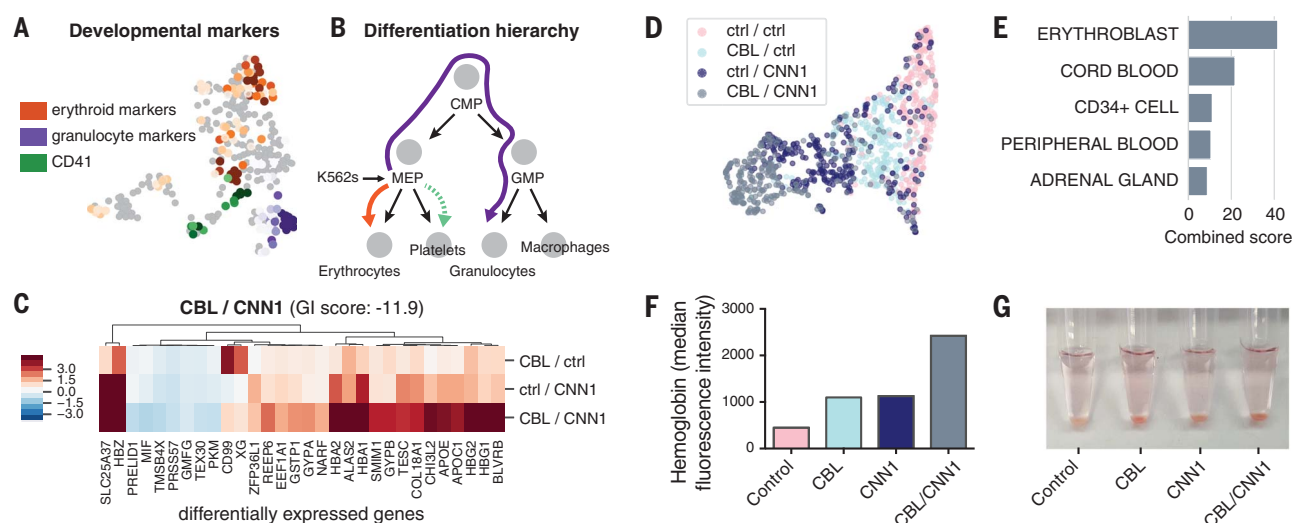 A Developmental markers
erythroid markers
granulocyte markers
CD41
B Differentiation hierarchy
CMP
K562s
MEP
GMP
Platelets
Macrophages
Erythrocytes
Granulocytes
C CBL / CNN1 (GI score: -11.9)
3.0
1.5
0.0
−1.5
−3.0
CBL / ctrl
ctrl / CNN1
CBL / CNN1
SLC25A37
HBZ
PRELID1
MIF
TMSB4X
PRSS57
GMFG
TEX30
PKM
CD99
XG
ZFP36L1
REEP6
EEF1A1
GSTP1
GYPA
NARF
HBA2
ALAS2
HBA1
SMIM1
GYPB
TESC
COL18A1
CHI3L2
APOE
APOC1
HBG2
HBG1
BLVRB
differentially expressed genes
D
ctrl / ctrl
CBL / ctrl
ctrl / CNN1
CBL / CNN1
E
ERYTHROBLAST
CORD BLOOD
CD34+ CELL
PERIPHERAL BLOOD
ADRENAL GLAND
0 20 40
Combined score
F
Hemoglobin (median
fluorescence intensity)
3000
2000
1000
0
Control
CBL
CNN1
CBL/CNN1
G
Control
CBL
CNN1
CBL/CNN1